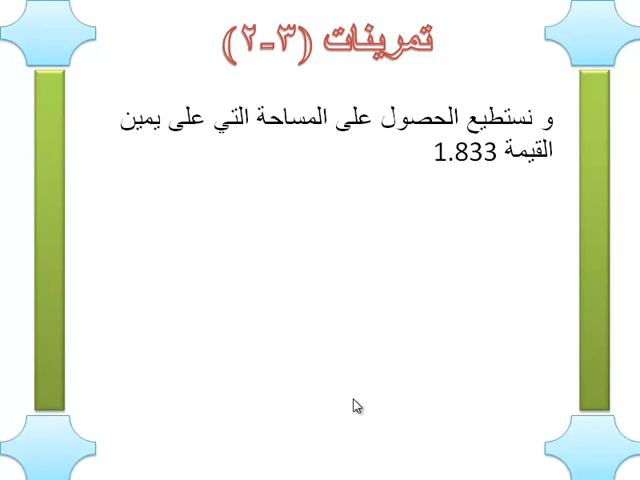 تمرينات (٣-٢)
و نستطيع الحصول على المساحة التي على يمين
القيمة 1.833